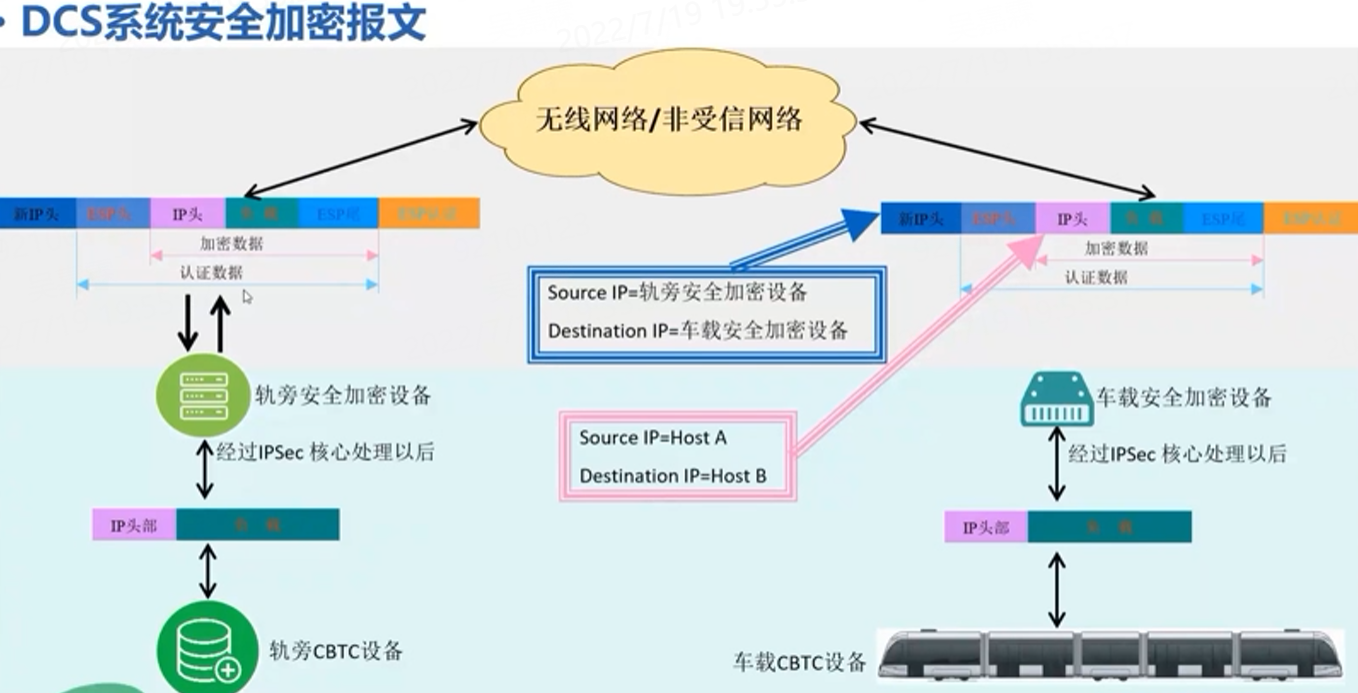 · DCS系统安全加密报文
2022/7/19
无线网络/非受信网络
新IP头 ESP头 IP头 负 载 ESP尾 ESP认证
新IP头 ESP头 IP头 负 载 ESP尾 ESP认证
加密数据
认证数据
加密数据
认证数据
Source IP=轨旁安全加密设备
Destination IP=车载安全加密设备
轨旁安全加密设备
车载安全加密设备
Source IP=Host A
Destination IP=Host B
经过IPSec 核心处理以后
经过IPSec 核心处理以后
IP头部 负 载
IP头部 负 载
轨旁CBTC设备
车载CBTC设备